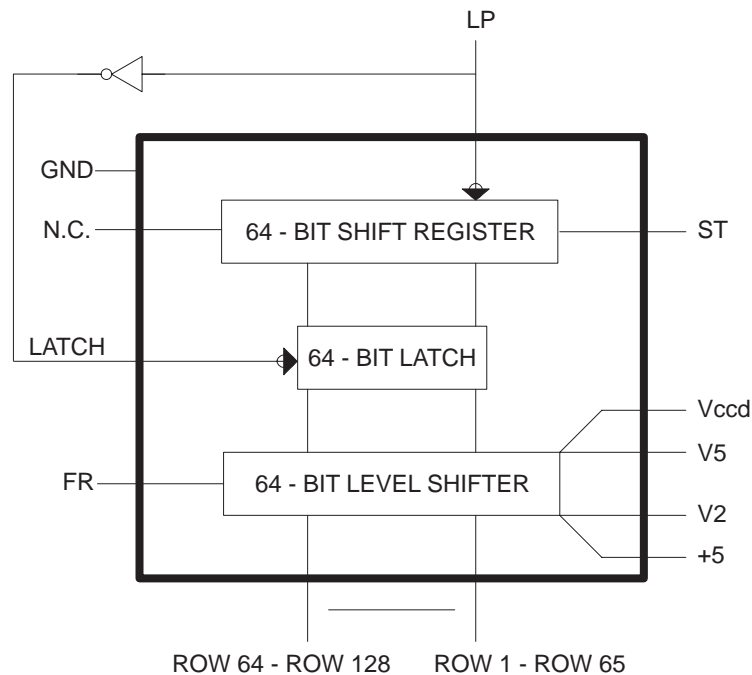 LP
GND
N.C.
64 - BIT SHIFT REGISTER
ST
LATCH
64 - BIT LATCH
Vccd
V5
FR
64 - BIT LEVEL SHIFTER
V2
+5
ROW 64 - ROW 128
ROW 1 - ROW 65